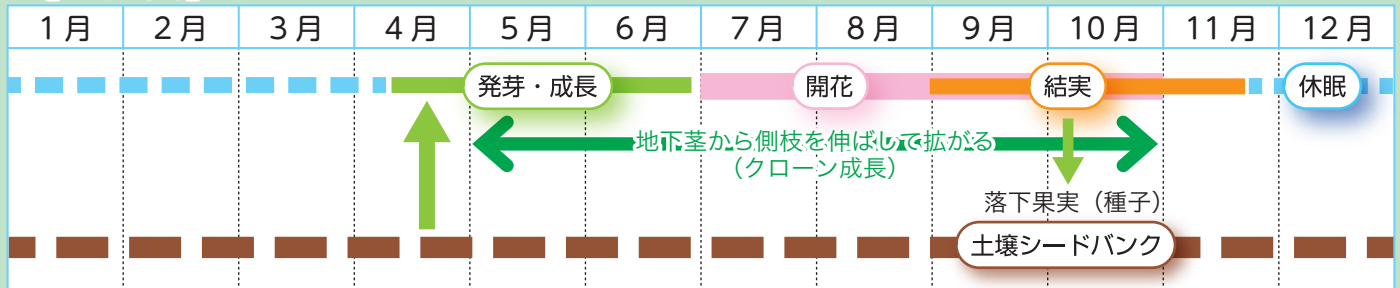 1月 2月 3月 4月 5月 6月 7月 8月 9月 10月 11月 12月
発芽・成長 開花 結実 休眠
地下茎から側枝を伸ばして拡がる
(クローン成長)
落下果実(種子)
土壌シードバンク